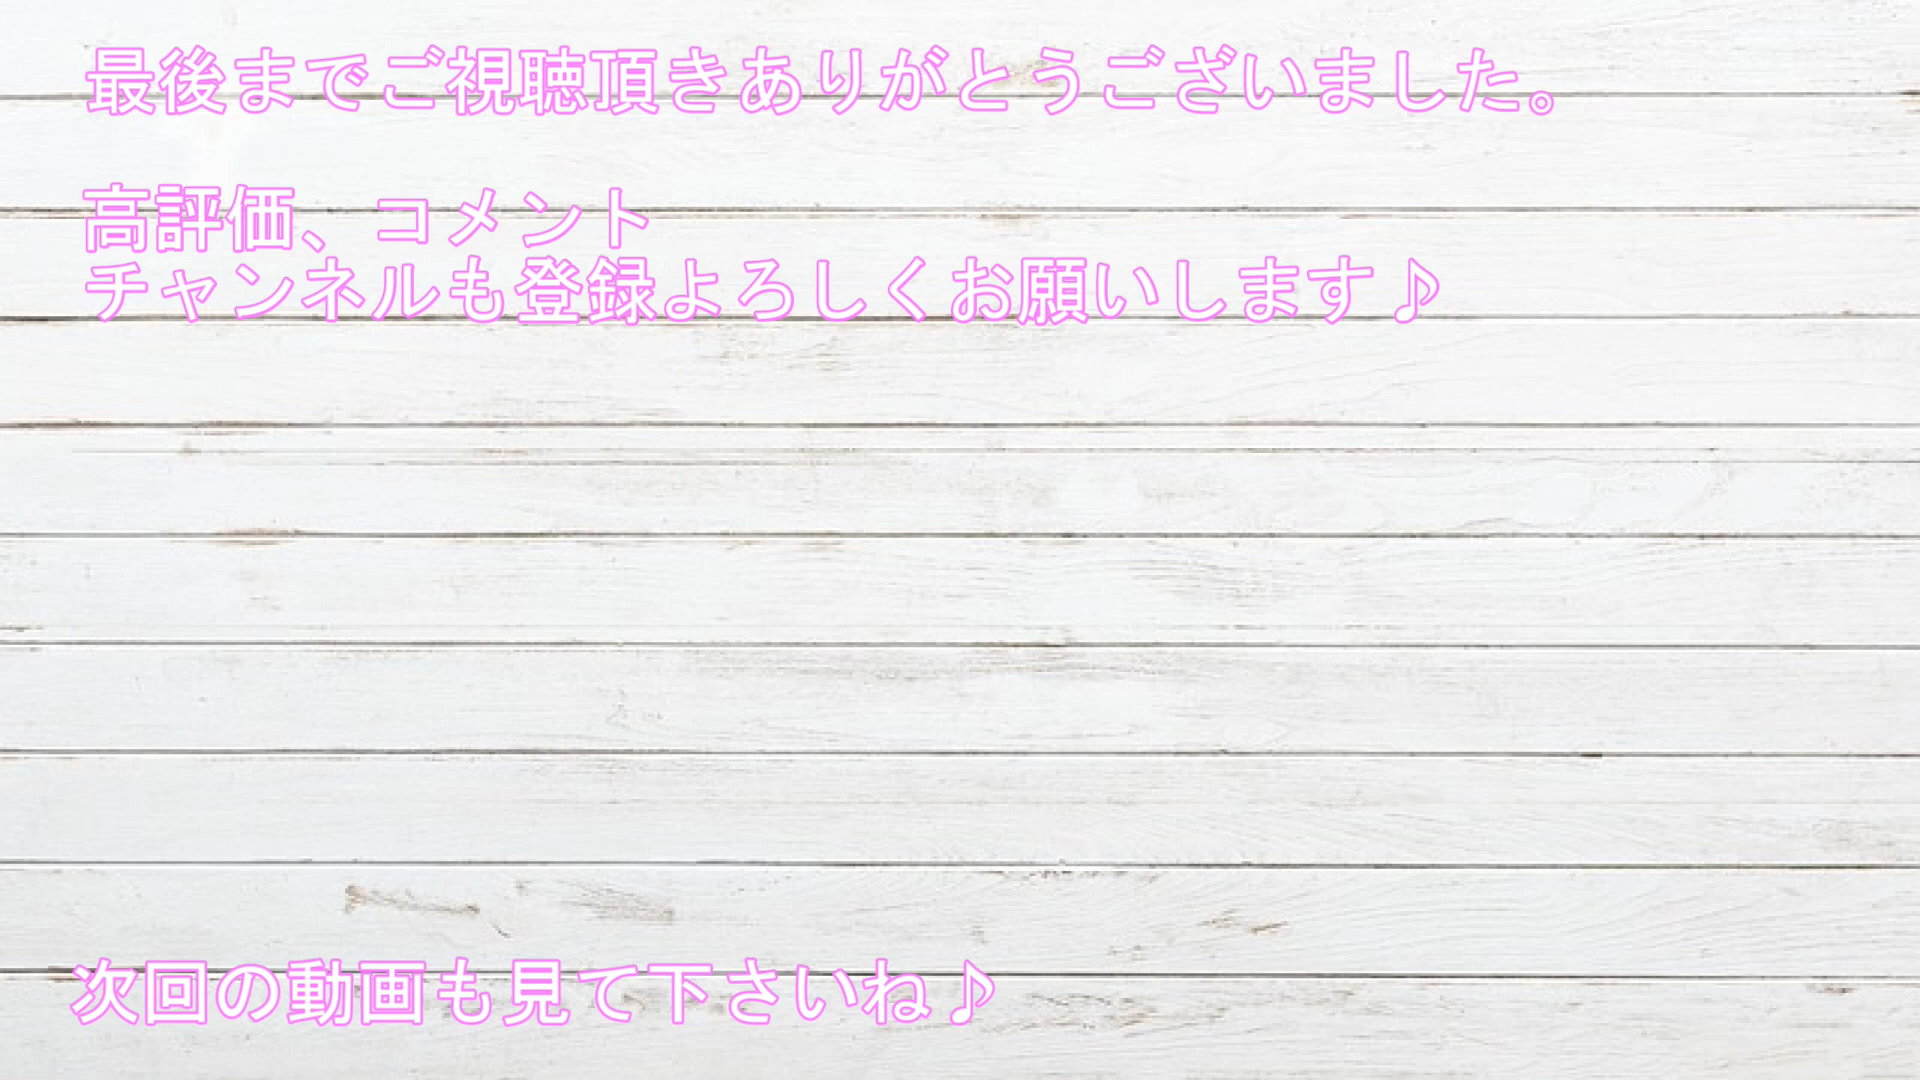 最後までご視聴頂きありがとうございました。
高評価、コメント
チャンネルも登録よろしくお願いします♪
次回の動画も見て下さいね♪